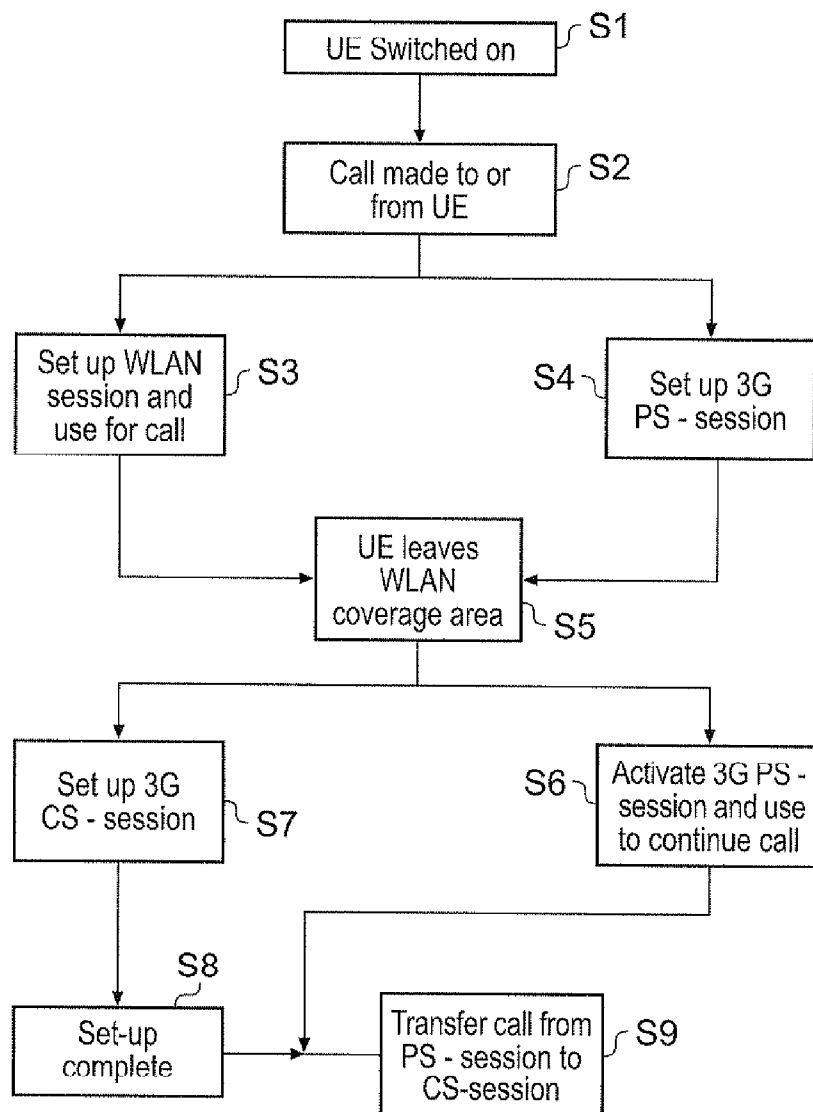 UE Switched on
S1
Call made to or
from UE
S2
Set up WLAN
session and
use for call
S3
S4
Set up 3G
PS - session
UE leaves
WLAN
coverage area
S5
Set up 3G
CS - session
S7
S6
Activate 3G PS -
session and use
to continue call
S8
Set-up
complete
Transfer call from
PS - session to
CS-session
S9